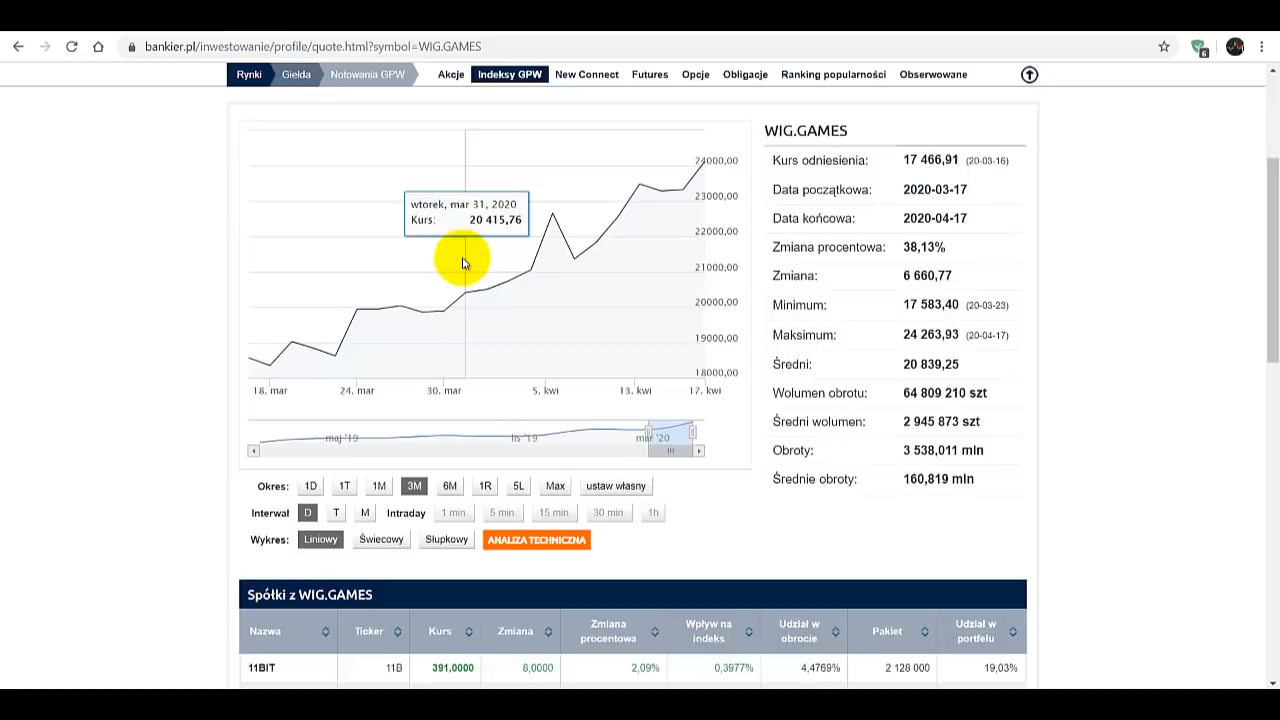 bankier.pl/inwestowanie/profile/quote.html?symbol=WIG.GAMES
6
Rynki Giełda Notowania GPW Akcje Indeksy GPW New Connect Futures Opcje Obligacje Ranking popularności Obserwowane
24000,00
23000,00
22000,00
21000,00
20000,00
19000,00
18000,00
wtorek, mar 31, 2020
Kurs: 20 415,76
18. mar 24. mar 30. mar 5. kwi 13. kwi 17. kwi
maj '19 lis '19 mar '20
WIG.GAMES
Kurs odniesienia: 17 466,91 (20-03-16)
Data początkowa: 2020-03-17
Data końcowa: 2020-04-17
Zmiana procentowa: 38,13%
Zmiana: 6 660,77
Minimum: 17 583,40 (20-03-23)
Maksimum: 24 263,93 (20-04-17)
Średni: 20 839,25
Wolumen obrotu: 64 809 210 szt
Średni wolumen: 2 945 873 szt
Obroty: 3 538,011 mln
Średnie obroty: 160,819 mln
Okres: 1D 1T 1M 3M 6M 1R 5L Max ustaw własny
Interwał D T M Intraday 1 min. 5 min. 15 min. 30 min. 1h
Wykres: Liniowy Świecowy Słupkowy ANALIZA TECHNICZNA
Spółki z WIG.GAMES
Nazwa Ticker Kurs Zmiana Zmiana procentowa Wpływ na indeks Udział w obrocie Pakiet Udział w portfelu
11BIT 11B 391,0000 8,0000 2,09% 0,3977% 4,4769% 2 128 000 19,03%